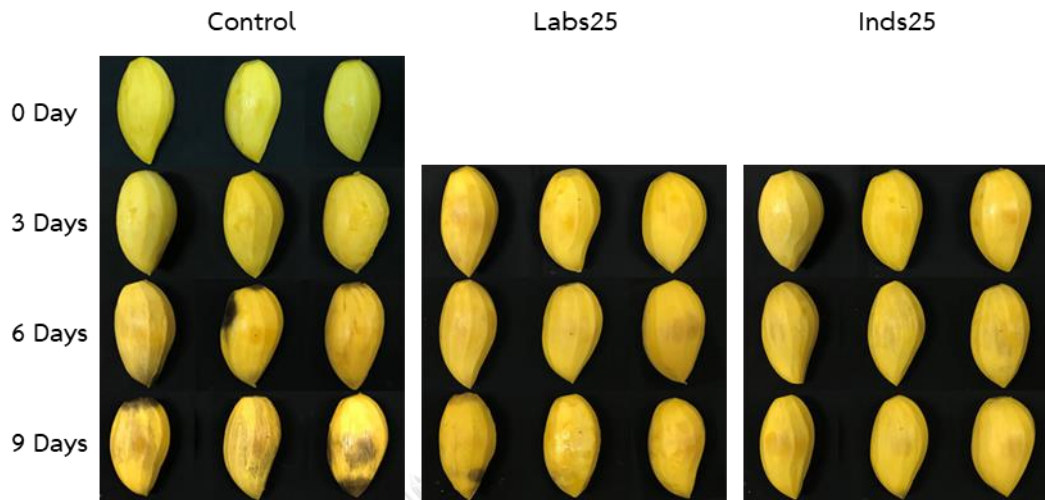 Control Labs25 Inds25
0 Day
3 Days
6 Days
9 Days